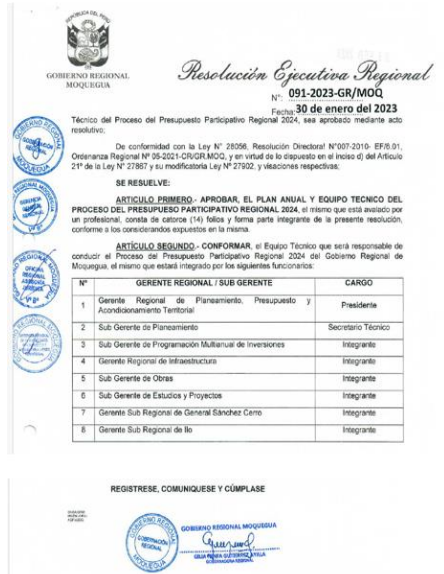 GOBIERNO REGIONAL
MOQUEGUA
Resolución Ejecutiva Regional
N°: 091-2023-GR/MOQ
Fecha: 30 de enero del 2023
Técnico del Proceso del Presupuesto Participativo Regional 2024, sea aprobado mediante acto
resolutivo;
De conformidad con la Ley N° 28056, Resolución Directoral N°007-2010- EF/6.01,
Ordenanza Regional Nº 05-2021-CR/GR.MOQ, y en virtud de lo dispuesto en el inciso d) del Artículo
21º de la Ley N° 27867 y su modificatoria Ley Nº 27902, y visaciones respectivas;
SE RESUELVE:
ARTICULO PRIMERO.- APROBAR, EL PLAN ANUAL Y EQUIPO TECNICO DEL
PROCESO DEL PRESUPUESO PARTICIPATIVO REGIONAL 2024, el mismo que está avalado por
un profesional, consta de catorce (14) folios y forma parte integrante de la presente resolución,
conforme a los considerandos expuestos en la misma.
ARTÍCULO SEGUNDO.- CONFORMAR, el Equipo Técnico que será responsable de
conducir el Proceso del Presupuesto Participativo Regional 2024 del Gobierno Regional de
Moquegua, el mismo que estará integrado por los siguientes funcionarios:
N° GERENTE REGIONAL / SUB GERENTE CARGO
1 Gerente Regional de Planeamiento, Presupuesto y Acondicionamiento Territorial Presidente
2 Sub Gerente de Planeamiento Secretario Técnico
3 Sub Gerente de Programación Multianual de Inversiones Integrante
4 Gerente Regional de Infraestructura Integrante
5 Sub Gerente de Obras Integrante
6 Sub Gerente de Estudios y Proyectos Integrante
7 Gerente Sub Regional de General Sánchez Cerro Integrante
8 Gerente Sub Regional de Ilo Integrante
REGISTRESE, COMUNIQUESE Y CÚMPLASE
GOBIERNO REGIONAL
GOBERNACIÓN
REGIONAL
MOQUEGUA
GOBIERNO REGIONAL MOQUEGUA
GOBERNADORA REGIONAL